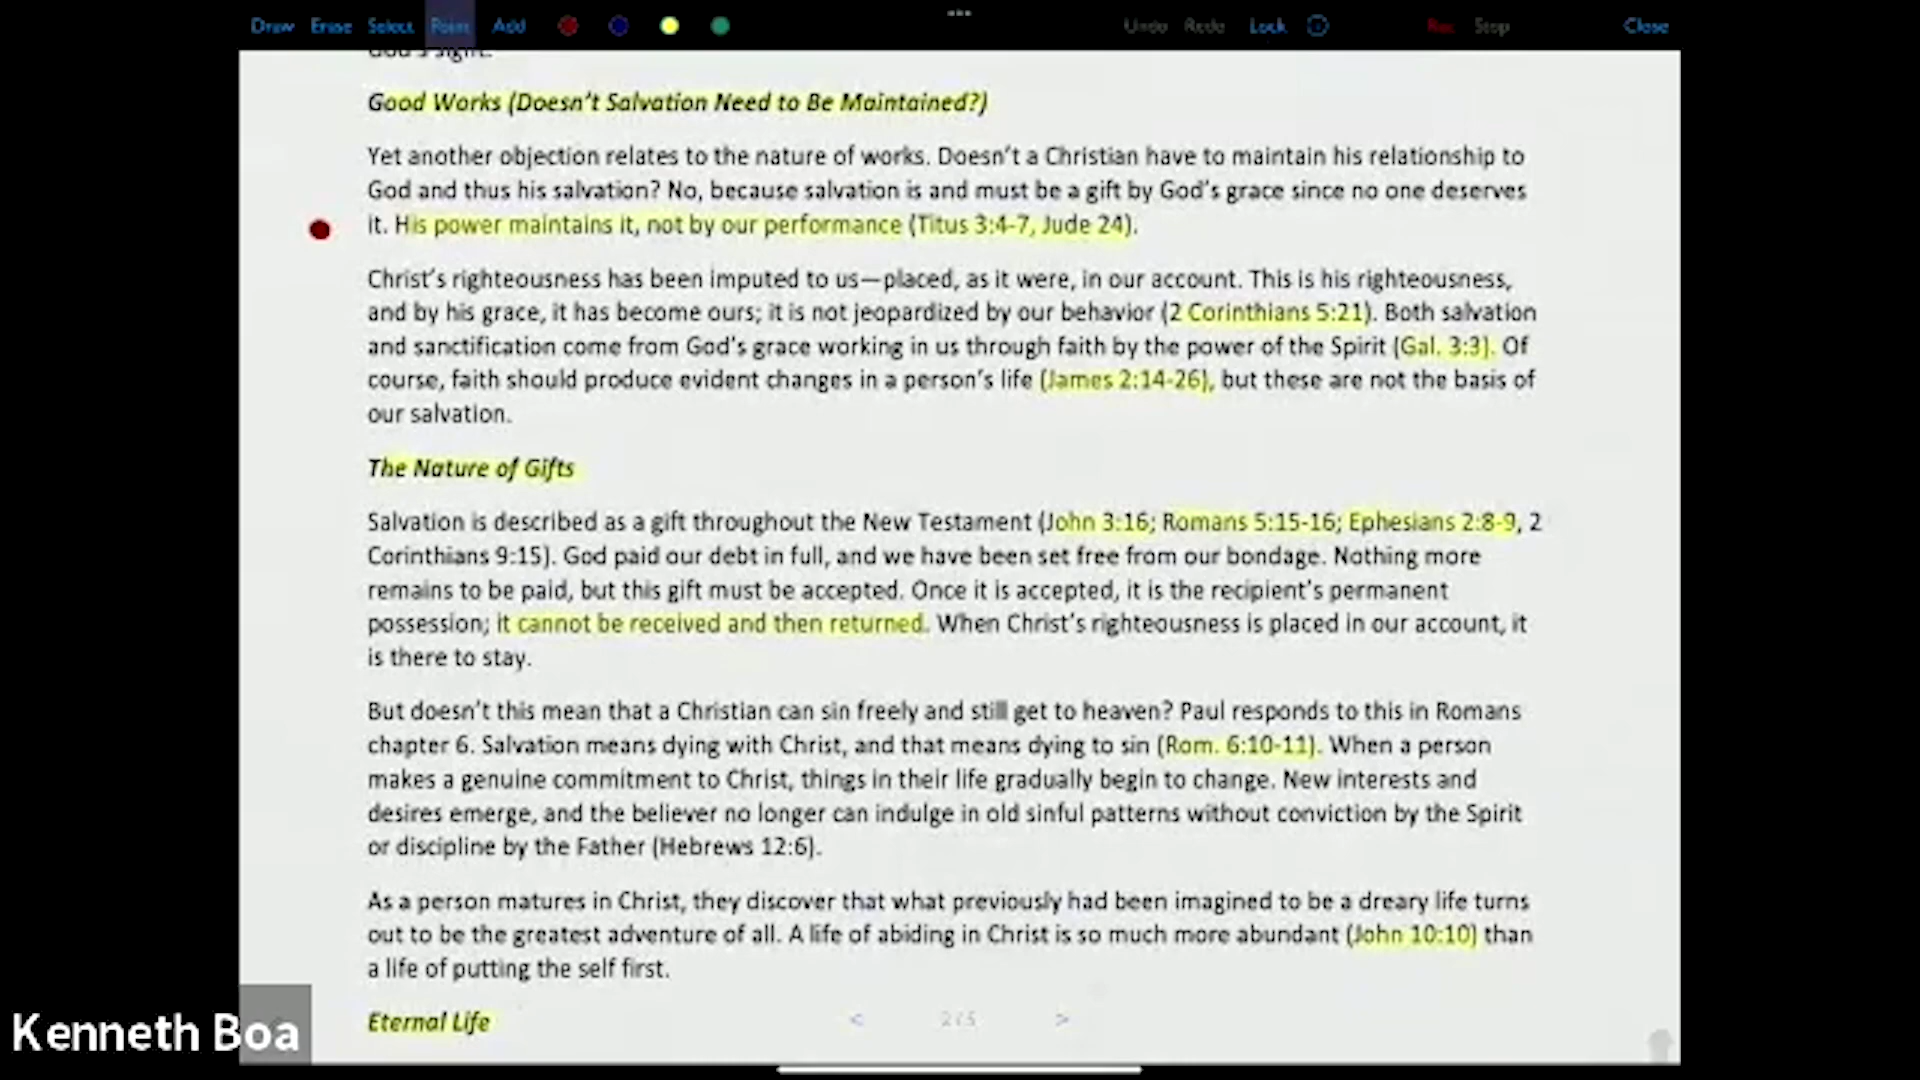 Draw Erase Select Point Add Undo Redo Lock Rec Stop Close
God's sight.
Good Works (Doesn't Salvation Need to Be Maintained?)
Yet another objection relates to the nature of works. Doesn't a Christian have to maintain his relationship to
God and thus his salvation? No, because salvation is and must be a gift by God's grace since no one deserves
it. His power maintains it, not by our performance (Titus 3:4-7, Jude 24).
Christ's righteousness has been imputed to us—placed, as it were, in our account. This is his righteousness,
and by his grace, it has become ours; it is not jeopardized by our behavior (2 Corinthians 5:21). Both salvation
and sanctification come from God's grace working in us through faith by the power of the Spirit (Gal. 3:3). Of
course, faith should produce evident changes in a person's life (James 2:14-26), but these are not the basis of
our salvation.
The Nature of Gifts
Salvation is described as a gift throughout the New Testament (John 3:16; Romans 5:15-16; Ephesians 2:8-9, 2
Corinthians 9:15). God paid our debt in full, and we have been set free from our bondage. Nothing more
remains to be paid, but this gift must be accepted. Once it is accepted, it is the recipient's permanent
possession; it cannot be received and then returned. When Christ's righteousness is placed in our account, it
is there to stay.
But doesn't this mean that a Christian can sin freely and still get to heaven? Paul responds to this in Romans
chapter 6. Salvation means dying with Christ, and that means dying to sin (Rom. 6:10-11). When a person
makes a genuine commitment to Christ, things in their life gradually begin to change. New interests and
desires emerge, and the believer no longer can indulge in old sinful patterns without conviction by the Spirit
or discipline by the Father (Hebrews 12:6).
As a person matures in Christ, they discover that what previously had been imagined to be a dreary life turns
out to be the greatest adventure of all. A life of abiding in Christ is so much more abundant (John 10:10) than
a life of putting the self first.
Eternal Life
< 2/5 >
Kenneth Boa